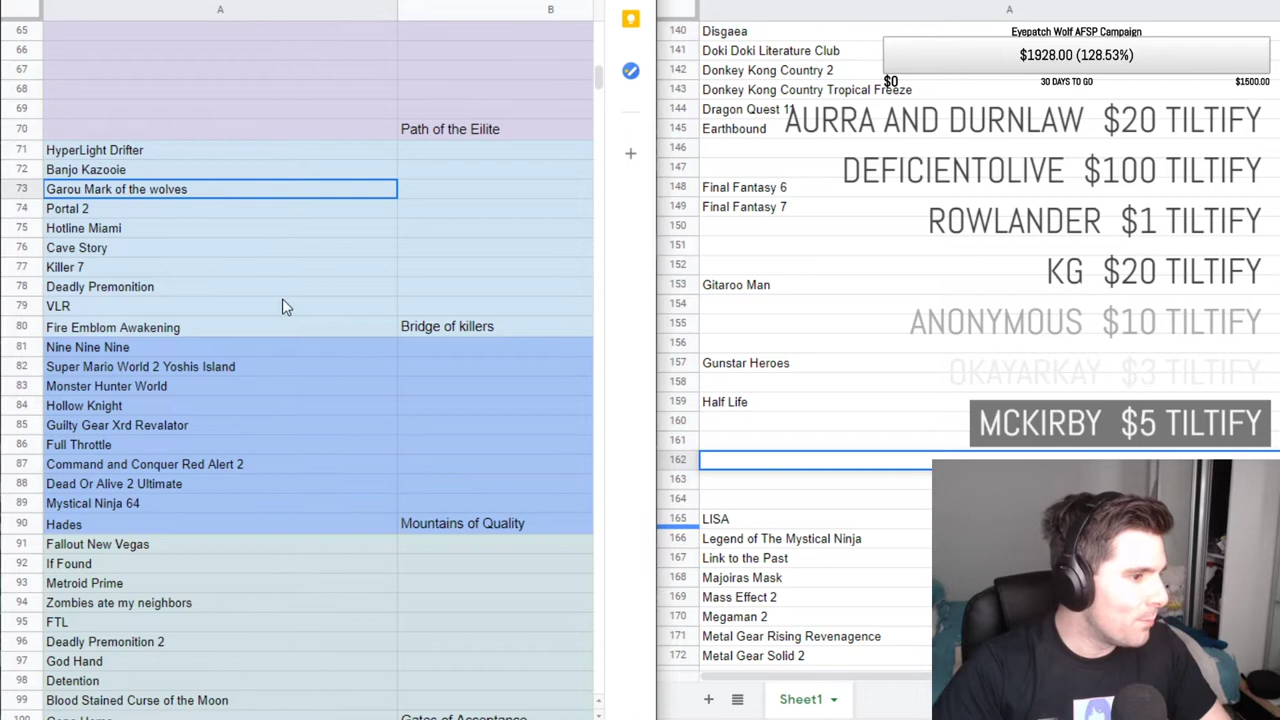 A
B
65
66
67
68
69
70 Path of the Eilite
71 HyperLight Drifter
72 Banjo Kazooie
73 Garou Mark of the wolves
74 Portal 2
75 Hotline Miami
76 Cave Story
77 Killer 7
78 Deadly Premonition
79 VLR
80 Fire Emblom Awakening Bridge of killers
81 Nine Nine Nine
82 Super Mario World 2 Yoshis Island
83 Monster Hunter World
84 Hollow Knight
85 Guilty Gear Xrd Revalator
86 Full Throttle
87 Command and Conquer Red Alert 2
88 Dead Or Alive 2 Ultimate
89 Mystical Ninja 64
90 Hades Mountains of Quality
91 Fallout New Vegas
92 If Found
93 Metroid Prime
94 Zombies ate my neighbors
95 FTL
96 Deadly Premonition 2
97 God Hand
98 Detention
99 Blood Stained Curse of the Moon
100 Gone Home Gates of Acceptance
A
140 Disgaea
141 Doki Doki Literature Club
142 Donkey Kong Country 2
143 Donkey Kong Country Tropical Freeze
144 Dragon Quest 11
145 Earthbound
146
147
148 Final Fantasy 6
149 Final Fantasy 7
150
151
152
153 Gitaroo Man
154
155
156
157 Gunstar Heroes
158
159 Half Life
160
161
162
163
164
165 LISA
166 Legend of The Mystical Ninja
167 Link to the Past
168 Majoiras Mask
169 Mass Effect 2
170 Megaman 2
171 Metal Gear Rising Revenagence
172 Metal Gear Solid 2
Sheet1
Eyepatch Wolf AFSP Campaign
$1928.00 (128.53%)
$0 30 DAYS TO GO $1500.00
AURRA AND DURNLAW $20 TILTIFY
DEFICIENTOLIVE $100 TILTIFY
ROWLANDER $1 TILTIFY
KG $20 TILTIFY
ANONYMOUS $10 TILTIFY
OKAYARKAY $3 TILTIFY
MCKIRBY $5 TILTIFY